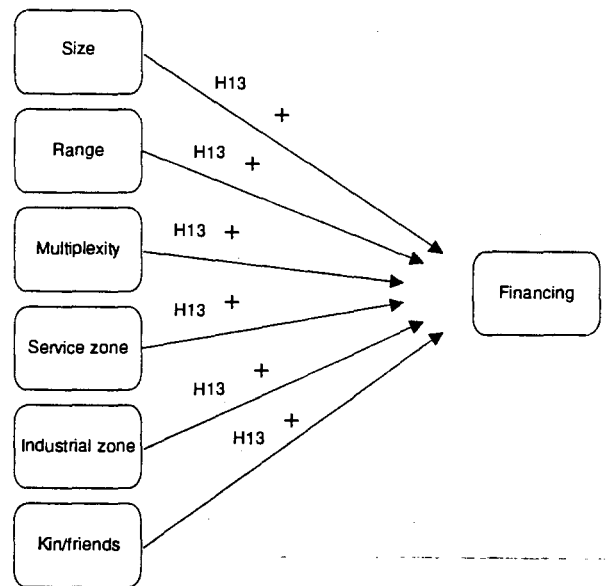 Size
H13
+
Range
H13 +
Multiplexity
H13 +
Financing
Service zone
H13 +
Industrial zone
H13 +
Kin/friends
H13 +